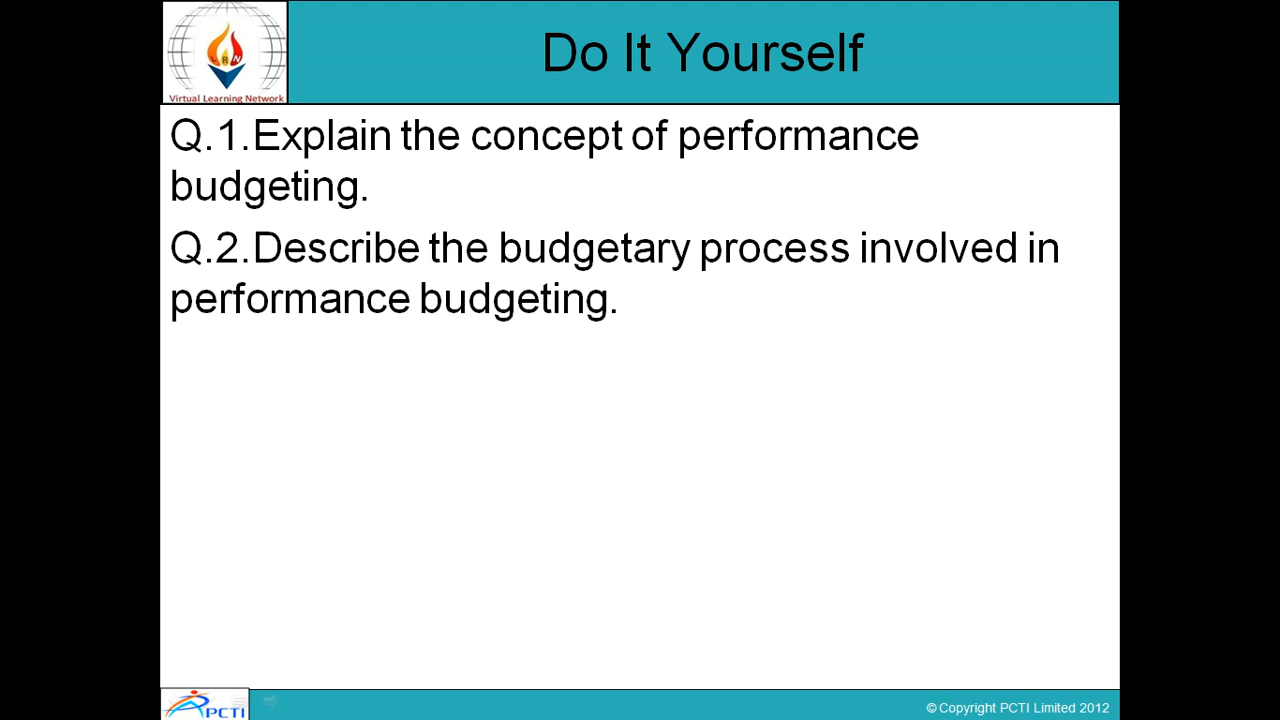 Do It Yourself
Virtual Learning Network
Q.1.Explain the concept of performance
budgeting.
Q.2.Describe the budgetary process involved in
performance budgeting.
PCTI
© Copyright PCTI Limited 2012